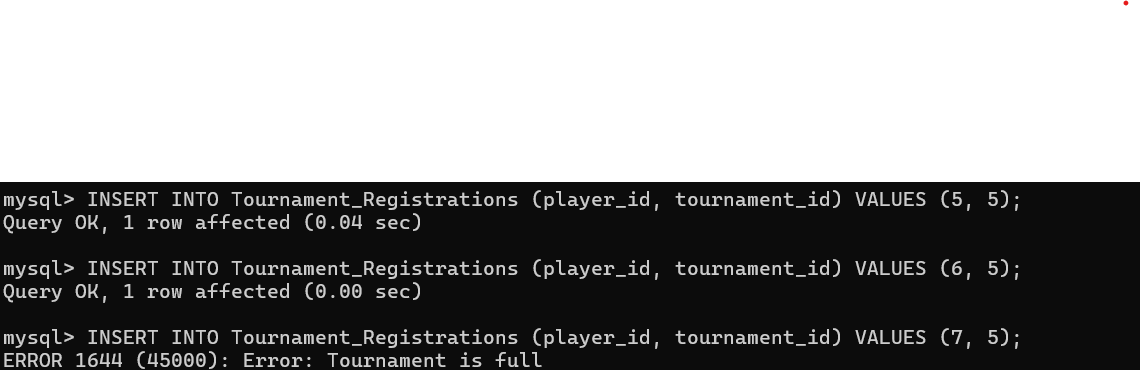 mysql> INSERT INTO Tournament_Registrations (player_id, tournament_id) VALUES (5, 5);
Query OK, 1 row affected (0.04 sec)
mysql> INSERT INTO Tournament_Registrations (player_id, tournament_id) VALUES (6, 5);
Query OK, 1 row affected (0.00 sec)
mysql> INSERT INTO Tournament_Registrations (player_id, tournament_id) VALUES (7, 5);
ERROR 1644 (45000): Error: Tournament is full